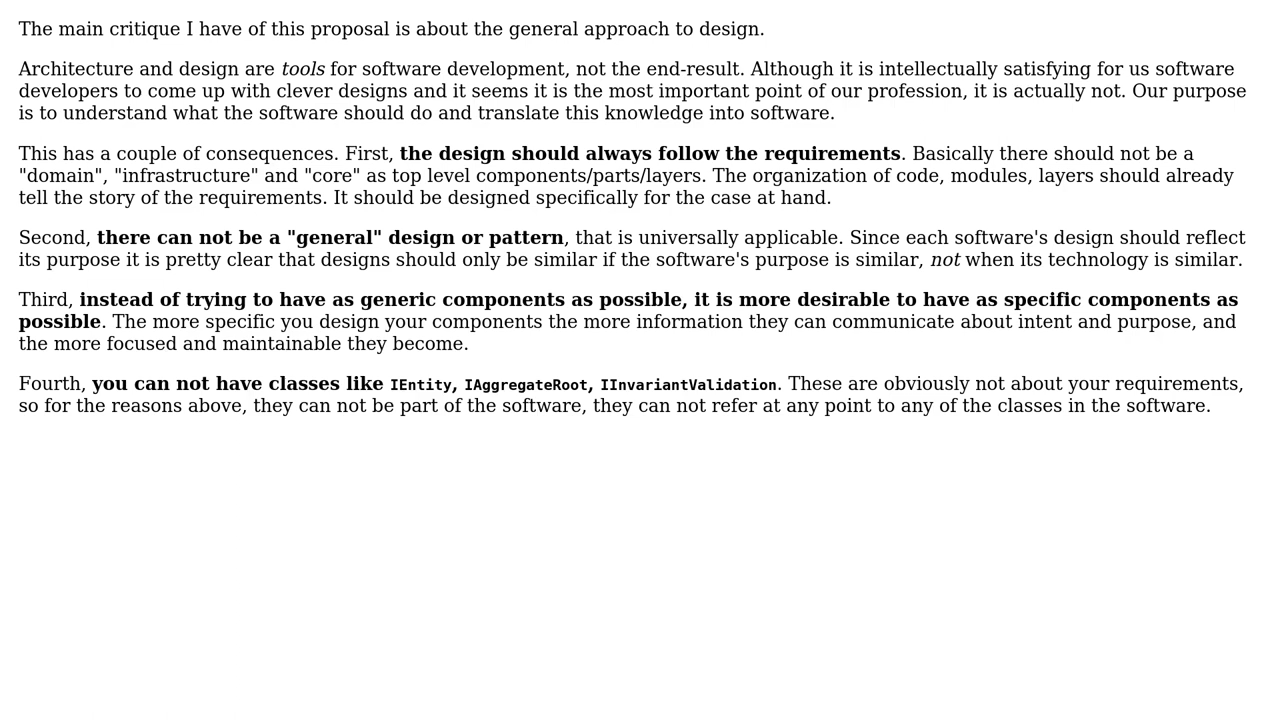 The main critique I have of this proposal is about the general approach to design.
Architecture and design are tools for software development, not the end-result. Although it is intellectually satisfying for us software
developers to come up with clever designs and it seems it is the most important point of our profession, it is actually not. Our purpose
is to understand what the software should do and translate this knowledge into software.
This has a couple of consequences. First, the design should always follow the requirements. Basically there should not be a
"domain", "infrastructure" and "core" as top level components/parts/layers. The organization of code, modules, layers should already
tell the story of the requirements. It should be designed specifically for the case at hand.
Second, there can not be a "general" design or pattern, that is universally applicable. Since each software's design should reflect
its purpose it is pretty clear that designs should only be similar if the software's purpose is similar, not when its technology is similar.
Third, instead of trying to have as generic components as possible, it is more desirable to have as specific components as
possible. The more specific you design your components the more information they can communicate about intent and purpose, and
the more focused and maintainable they become.
Fourth, you can not have classes like IEntity, IAggregateRoot, IInvariantValidation. These are obviously not about your requirements,
so for the reasons above, they can not be part of the software, they can not refer at any point to any of the classes in the software.